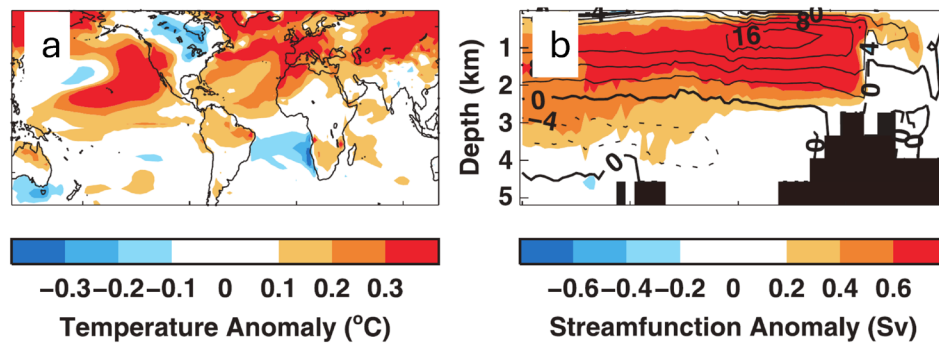 a
−0.3 −0.2 −0.1 0 0.1 0.2 0.3
Temperature Anomaly (°C)
b
−4
16
8
0
4
0
−4
0
0
0
Depth (km)
1
2
3
4
5
−0.6 −0.4 −0.2 0 0.2 0.4 0.6
Streamfunction Anomaly (Sv)